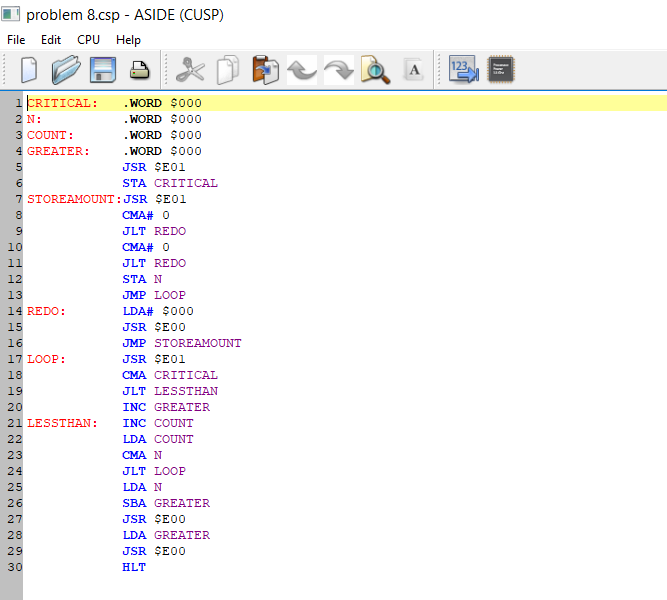 problem 8.csp - ASIDE (CUSP)
File Edit CPU Help
A 123
1 CRITICAL: .WORD $000
2 N: .WORD $000
3 COUNT: .WORD $000
4 GREATER: .WORD $000
5 JSR $E01
6 STA CRITICAL
7 STOREAMOUNT:JSR $E01
8 CMA# 0
9 JLT REDO
10 CMA# 0
11 JLT REDO
12 STA N
13 JMP LOOP
14 REDO: LDA# $000
15 JSR $E00
16 JMP STOREAMOUNT
17 LOOP: JSR $E01
18 CMA CRITICAL
19 JLT LESSTHAN
20 INC GREATER
21 LESSTHAN: INC COUNT
22 LDA COUNT
23 CMA N
24 JLT LOOP
25 LDA N
26 SBA GREATER
27 JSR $E00
28 LDA GREATER
29 JSR $E00
30 HLT